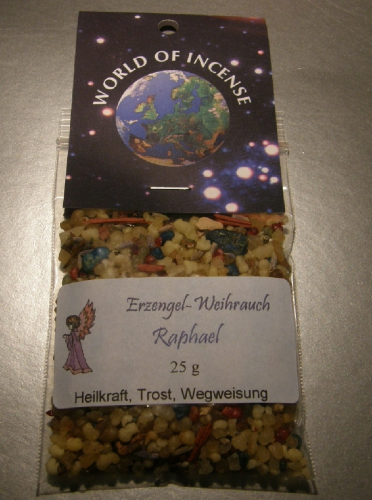 WORLD OF INCENSE
Erzengel-Weihrauch
Raphael
25 g
Heilkraft, Trost, Wegweisung